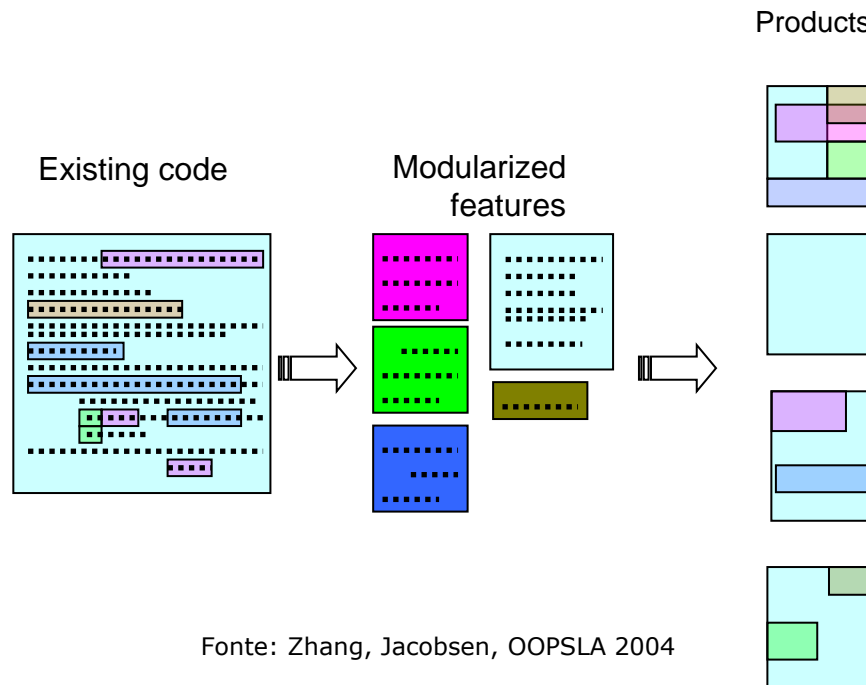 Products
Existing code
Modularized
features
Fonte: Zhang, Jacobsen, OOPSLA 2004